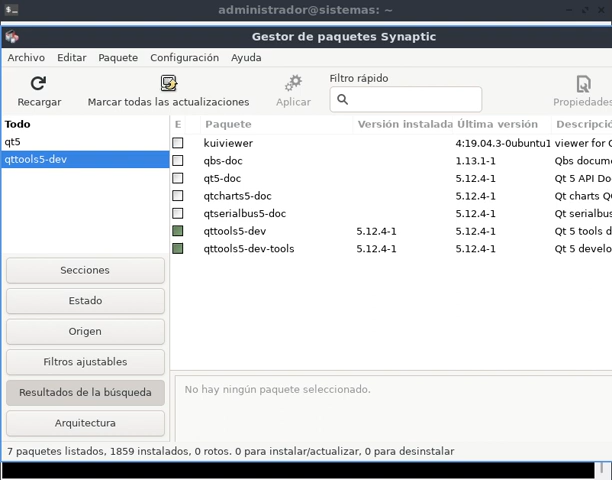 administrador@sistemas: ~
Gestor de paquetes Synaptic
Archivo Editar Paquete Configuración Ayuda
Filtro rápido
Recargar Marcar todas las actualizaciones Aplicar Propiedades
Todo
qt5
qttools5-dev
E Paquete Versión instalada Última versión Descripció
kuiviewer 4:19.04.3-0ubuntu1 viewer for Q
qbs-doc 1.13.1-1 Qbs docume
qt5-doc 5.12.4-1 Qt 5 API Do
qtcharts5-doc 5.12.4-1 Qt charts Q
qtserialbus5-doc 5.12.4-1 Qt serialbus
qttools5-dev 5.12.4-1 5.12.4-1 Qt 5 tools d
qttools5-dev-tools 5.12.4-1 5.12.4-1 Qt 5 develo
Secciones
Estado
Origen
Filtros ajustables
Resultados de la búsqueda
Arquitectura
No hay ningún paquete seleccionado.
7 paquetes listados, 1859 instalados, 0 rotos. 0 para instalar/actualizar, 0 para desinstalar